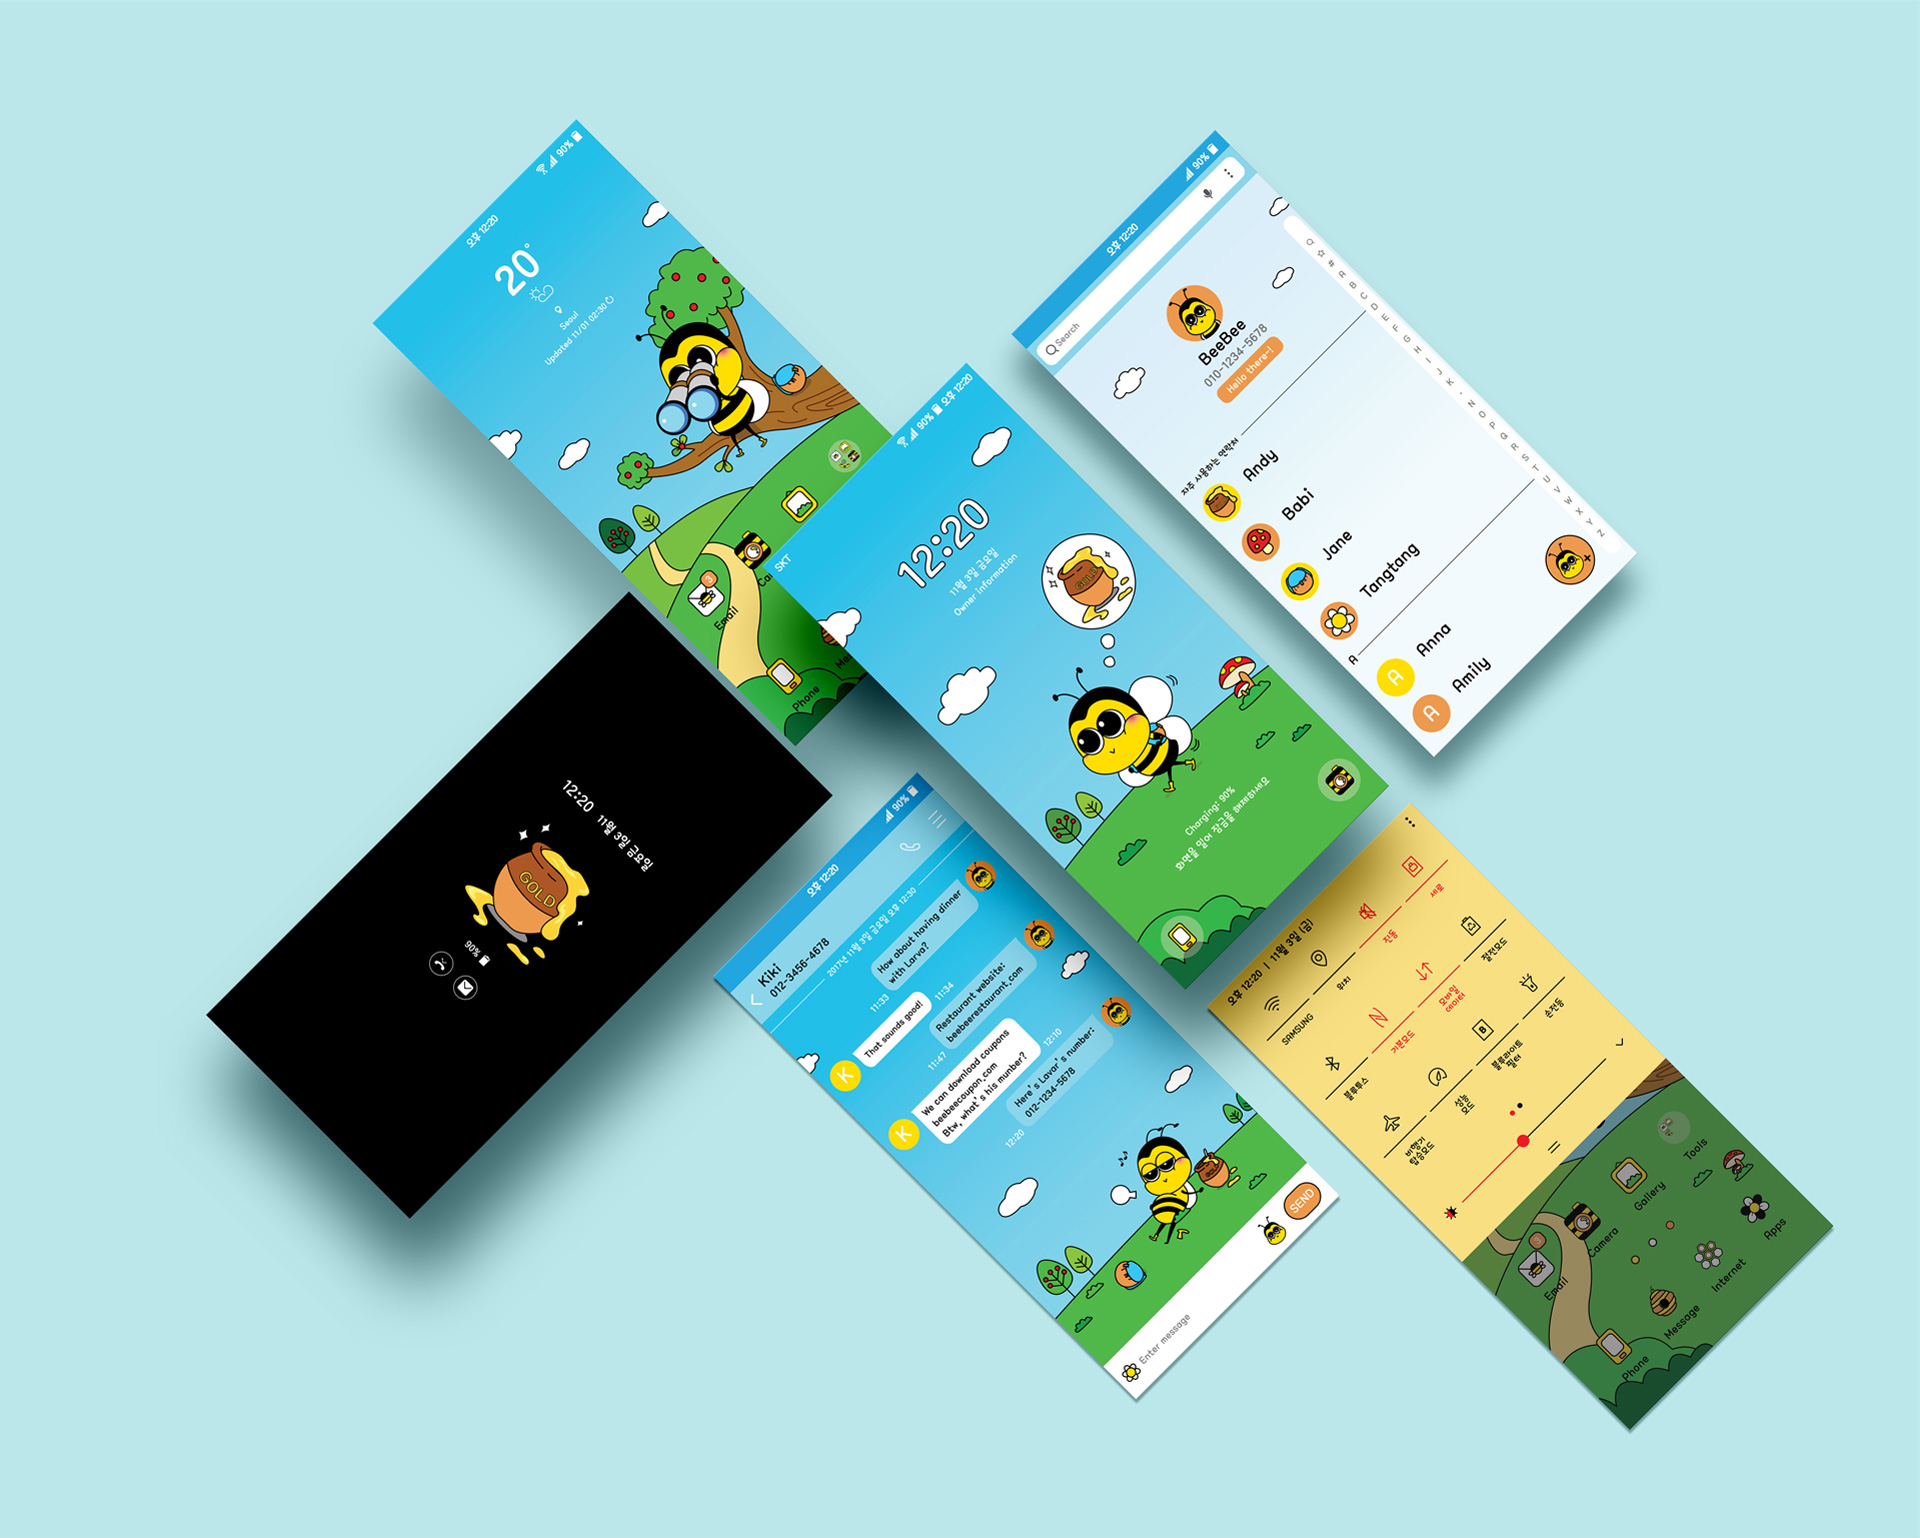 90%
오후 12:20
20°
Seoul
Updated 11/01 02:30
3
Email
Phone
90%
오후 12:20
Search
BeeBee
010-1234-5678
Hello there~!
자주 사용하는 연락처
Andy
Babi
Jane
Tangtang
A
A Anna
A Amily
Q
☆
#
A
B
C
D
E
F
G
H
I
J
K
·
N
O
P
Q
R
S
T
U
V
W
X
Y
Z
SKT
90% 오후 12:20
12:20
11월 3일 금요일
Owner information
GOLD
Charging: 90%
화면을 밀어 잠금을 해제하세요
12:20
11월 3일 금요일
GOLD
90%
90%
오후 12:20
Kiki
012-3456-4678
2017년 11월 3일 금요일 오후 12:30
How about having dinner
with Larva?
11:33
K
That sounds good!
11:34
Restaurant website:
beebeerestaurant.com
11:47
K
We can download coupons
beebeecoupon.com
Btw, what's his munber?
12:10
Here's Lavar's number:
012-1234-5678
12:20
Enter message
SEND
오후 12:20 | 11월 3일 (금)
SAMSUNG
위치
진동
세로
블루투스
기본모드
모바일
데이터
절전모드
비행기
탑승모드
성능
모드
B
블루라이트
필터
손전등
3
Email
Camera
Gallery
Tools
Phone
Message
Internet
Apps